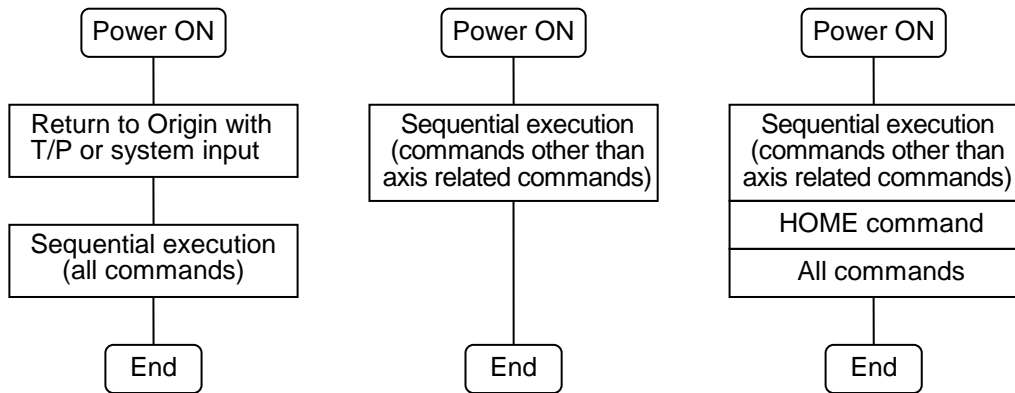 Power ON
Return to Origin with
T/P or system input
Sequential execution
(all commands)
End
Power ON
Sequential execution
(commands other than
axis related commands)
End
Power ON
Sequential execution
(commands other than
axis related commands)
HOME command
All commands
End